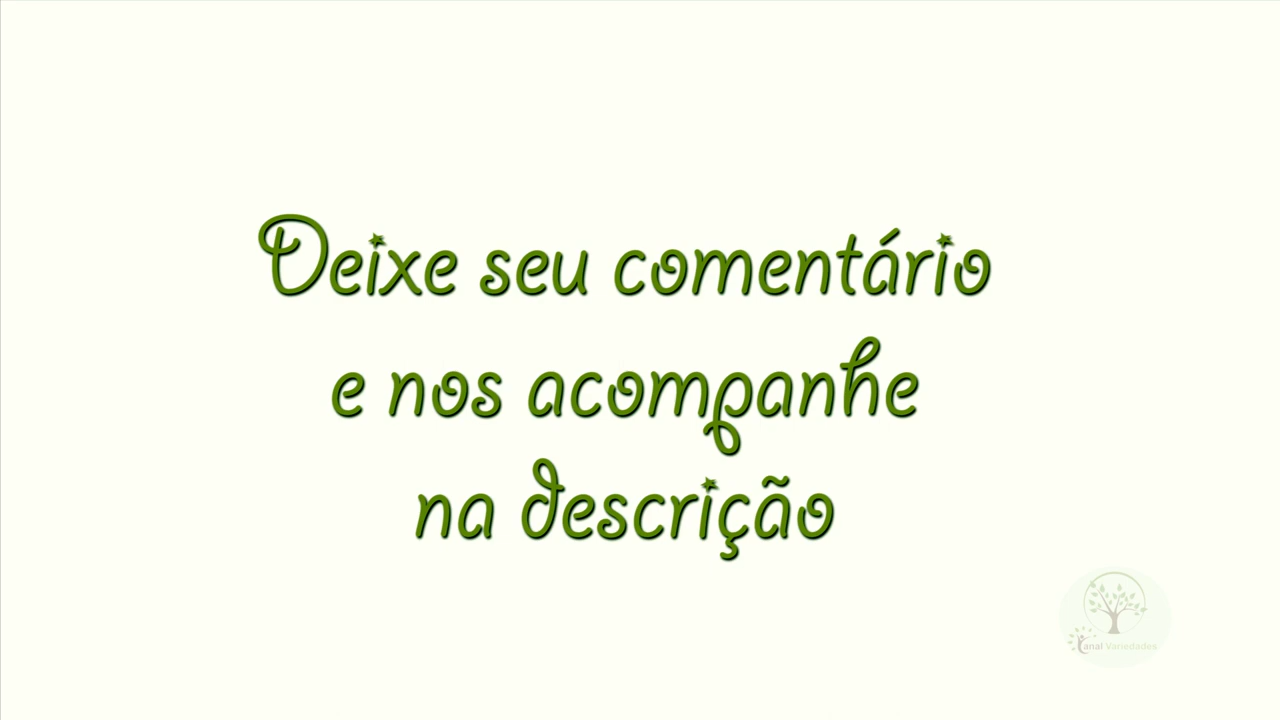 Deixe seu comentário
e nos acompanhe
na descrição
Canal Variedades